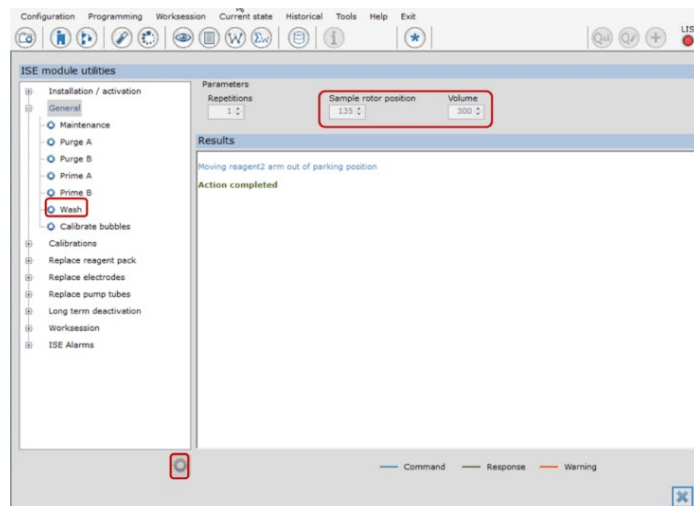 Configuration Programming Worksession Current state Historical Tools Help Exit
LIS
ISE module utilities
Installation / activation
General
Maintenance
Purge A
Purge B
Prime A
Prime B
Wash
Calibrate bubbles
Calibrations
Replace reagent pack
Replace electrodes
Replace pump tubes
Long term deactivation
Worksession
ISE Alarms
Parameters
Repetitions Sample rotor position Volume
1 135 300
Results
Moving reagent2 arm out of parking position
Action completed
Command Response Warning